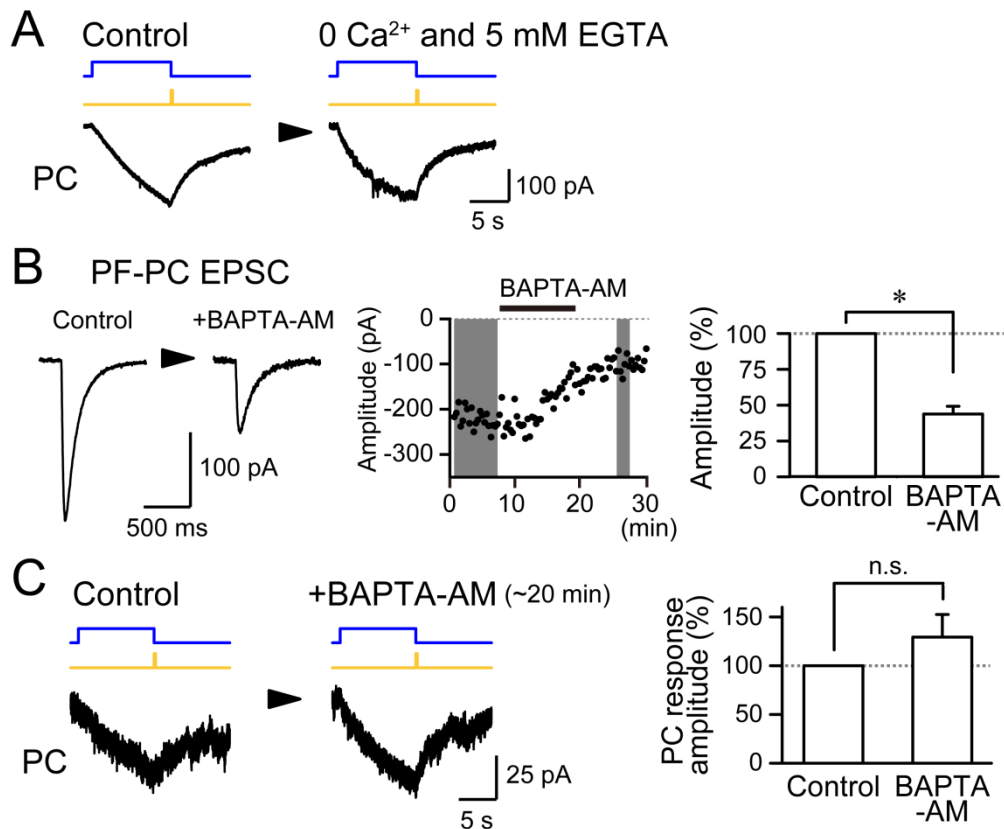 A
Control
0 Ca²⁺ and 5 mM EGTA
PC
100 pA
5 s
B
PF-PC EPSC
Control
+BAPTA-AM
100 pA
500 ms
BAPTA-AM
Amplitude (pA)
0
-100
-200
-300
0
10
20
30
(min)
*
Amplitude (%)
100
75
50
25
0
Control
BAPTA
-AM
C
Control
+BAPTA-AM (~20 min)
PC
25 pA
5 s
n.s.
PC response
amplitude (%)
150
100
50
0
Control
BAPTA
-AM